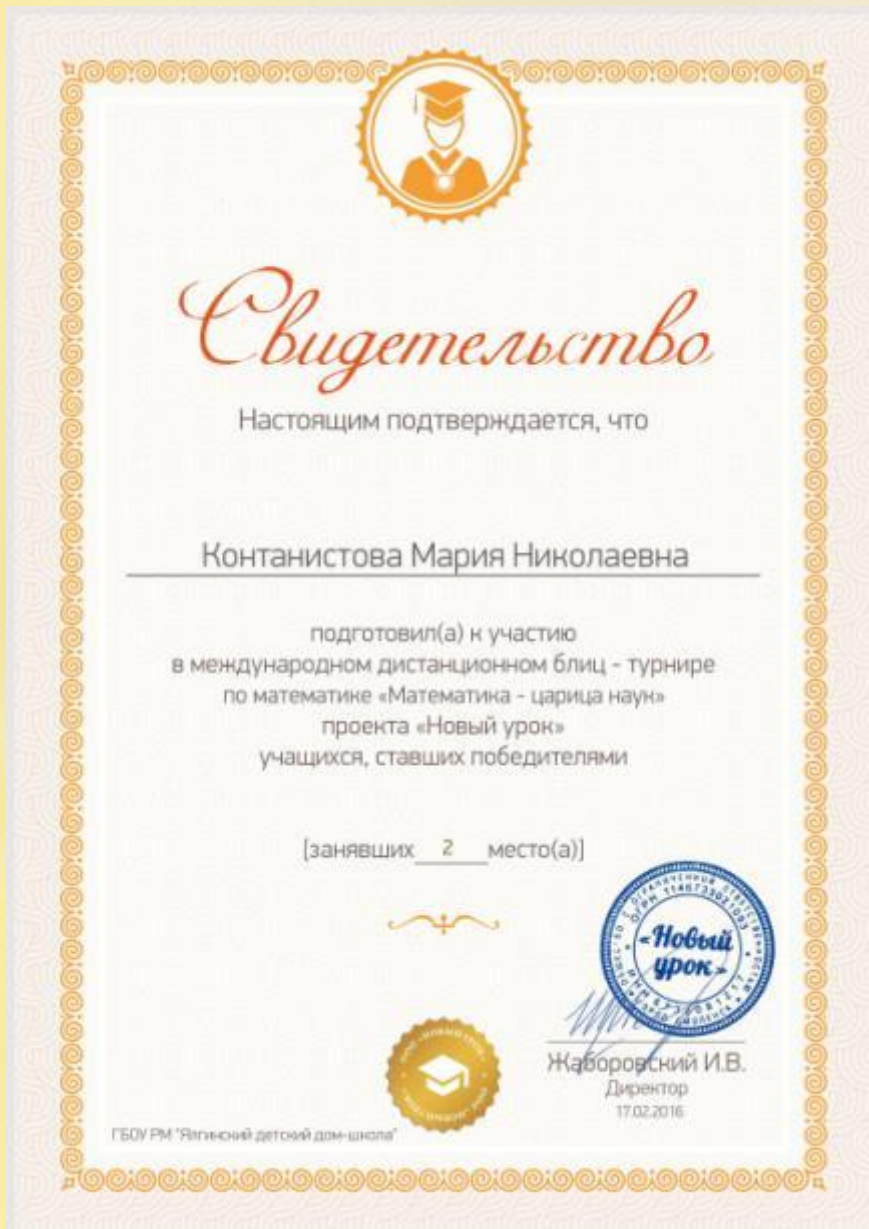 Свидетельство
Настоящим подтверждается, что
Контанистова Мария Николаевна
подготовил(а) к участию
в международном дистанционном блиц - турнире
по математике «Математика - царица наук»
проекта «Новый урок»
учащихся, ставших победителями
[занявших 2 место(а)]
«Новый
урок»
Жаборовский И.В.
Директор
17.02.2016
ГБОУ РМ "Ялгинский детский дом-школа"